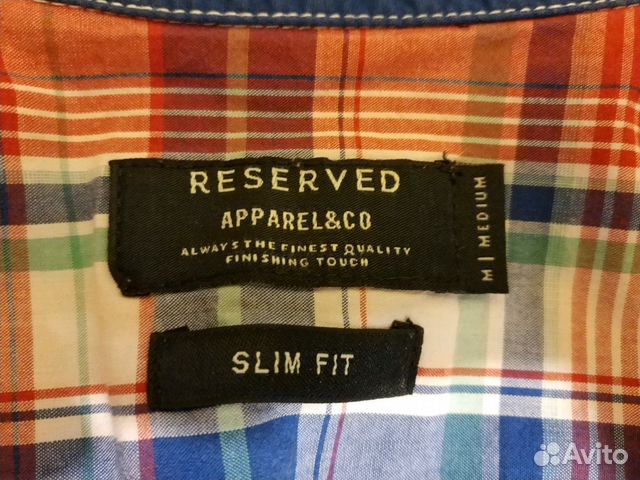 RESERVED
APPAREL&CO
ALWAYS THE FINEST QUALITY
FINISHING TOUCH
M | MEDIUM
SLIM FIT
Avito